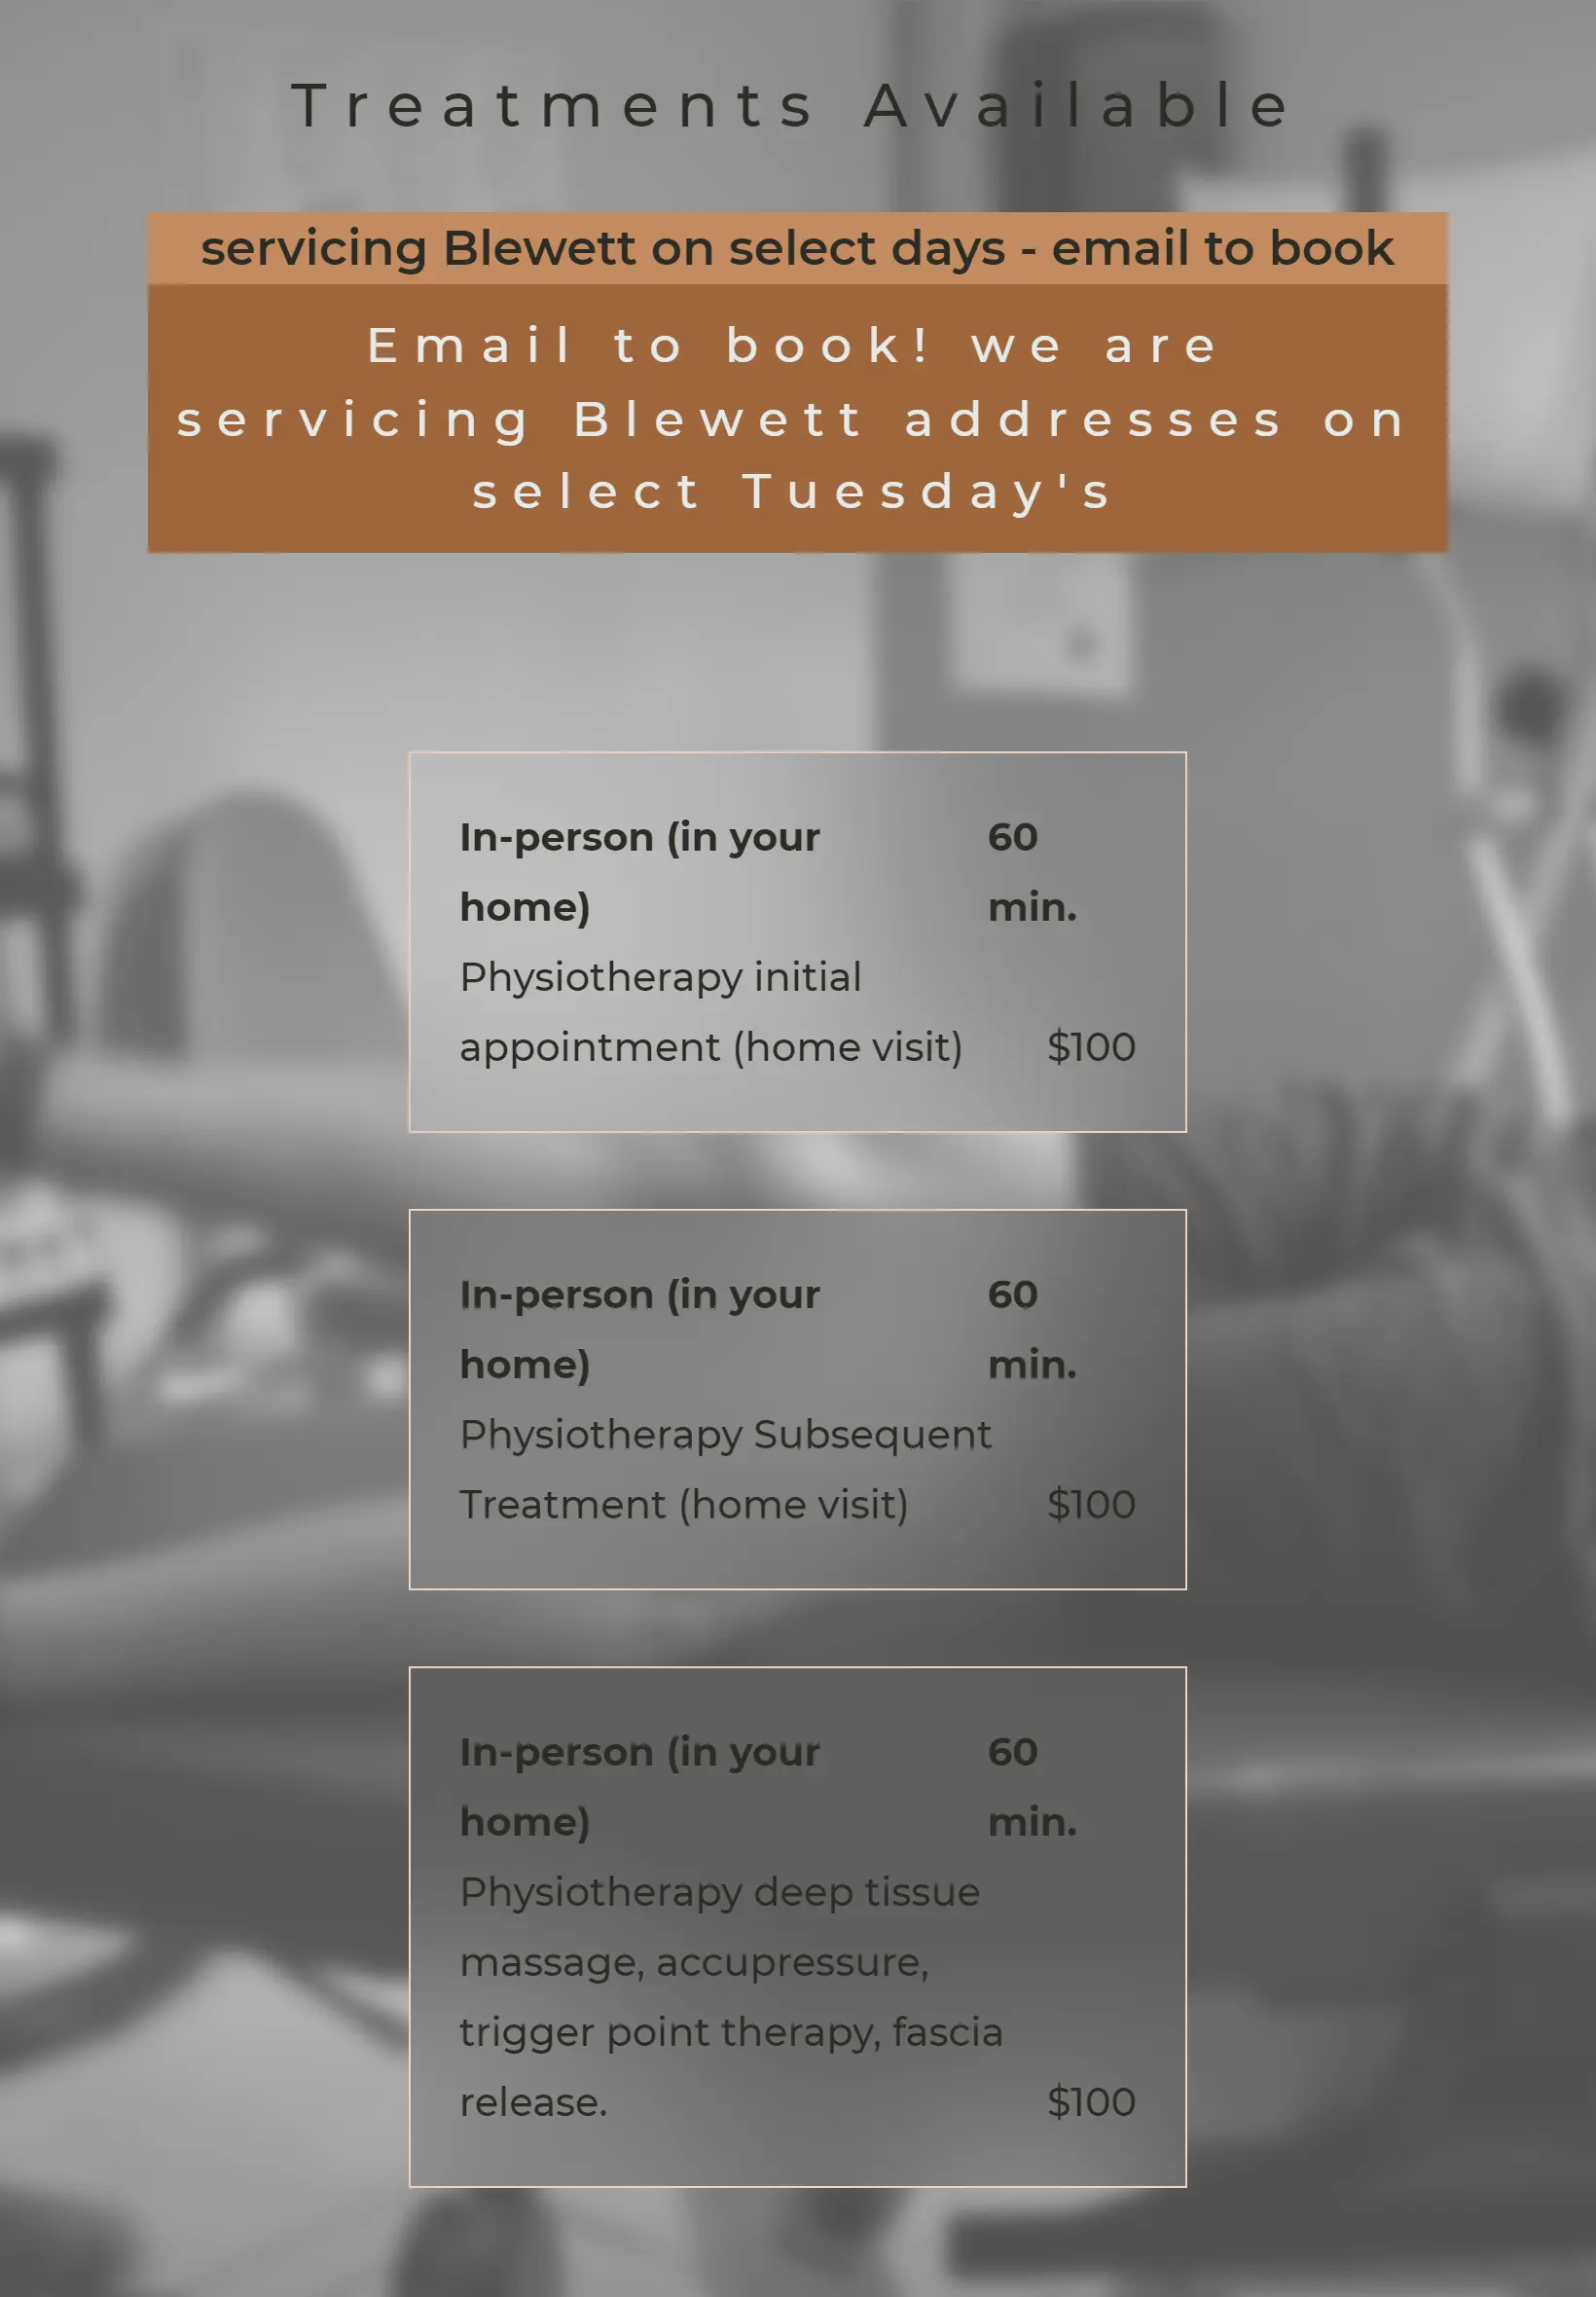 Treatments Available
servicing Blewett on select days - email to book
Email to book! we are
servicing Blewett addresses on
select Tuesday's
In-person (in your 60
home) min.
Physiotherapy initial
appointment (home visit) $100
In-person (in your 60
home) min.
Physiotherapy Subsequent
Treatment (home visit) $100
In-person (in your 60
home) min.
Physiotherapy deep tissue
massage, accupressure,
trigger point therapy, fascia
release. $100